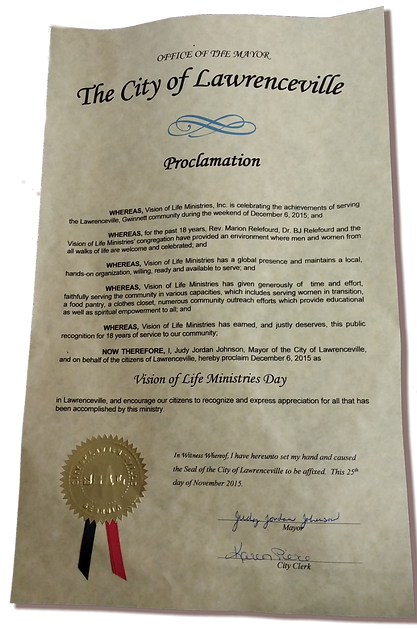 OFFICE OF THE MAYOR
The City of Lawrenceville
Proclamation
WHEREAS, Vision of Life Ministries, Inc. is celebrating the achievements of serving
the Lawrenceville, Gwinnett community during the weekend of December 6, 2015; and
WHEREAS, for the past 18 years, Rev. Marion Relefourd, Dr. BJ Relefourd and the
Vision of Life Ministries' congregation have provided an environment where men and women from
all walks of life are welcome and celebrated; and
WHEREAS, Vision of Life Ministries has a global presence and maintains a local,
hands-on organization, willing, ready and available to serve; and
WHEREAS, Vision of Life Ministries has given generously of time and effort,
faithfully serving the community in various capacities, which includes serving women in transition,
a food pantry, a clothes closet, numerous community outreach efforts which provide educational
as well as spiritual empowerment to all; and
WHEREAS, Vision of Life Ministries has earned, and justly deserves, this public
recognition for 18 years of service to our community;
NOW THEREFORE, I, Judy Jordan Johnson, Mayor of the City of Lawrenceville,
and on behalf of the citizens of Lawrenceville, hereby proclaim December 6, 2015 as
Vision of Life Ministries Day
in Lawrenceville, and encourage our citizens to recognize and express appreciation for all that has
been accomplished by this ministry.
In Witness Whereof, I have hereunto set my hand and caused
the Seal of the City of Lawrenceville to be affixed. This 25th
day of November 2015.
Judy Jordan Johnson
Mayor
Karen Pierce
City Clerk